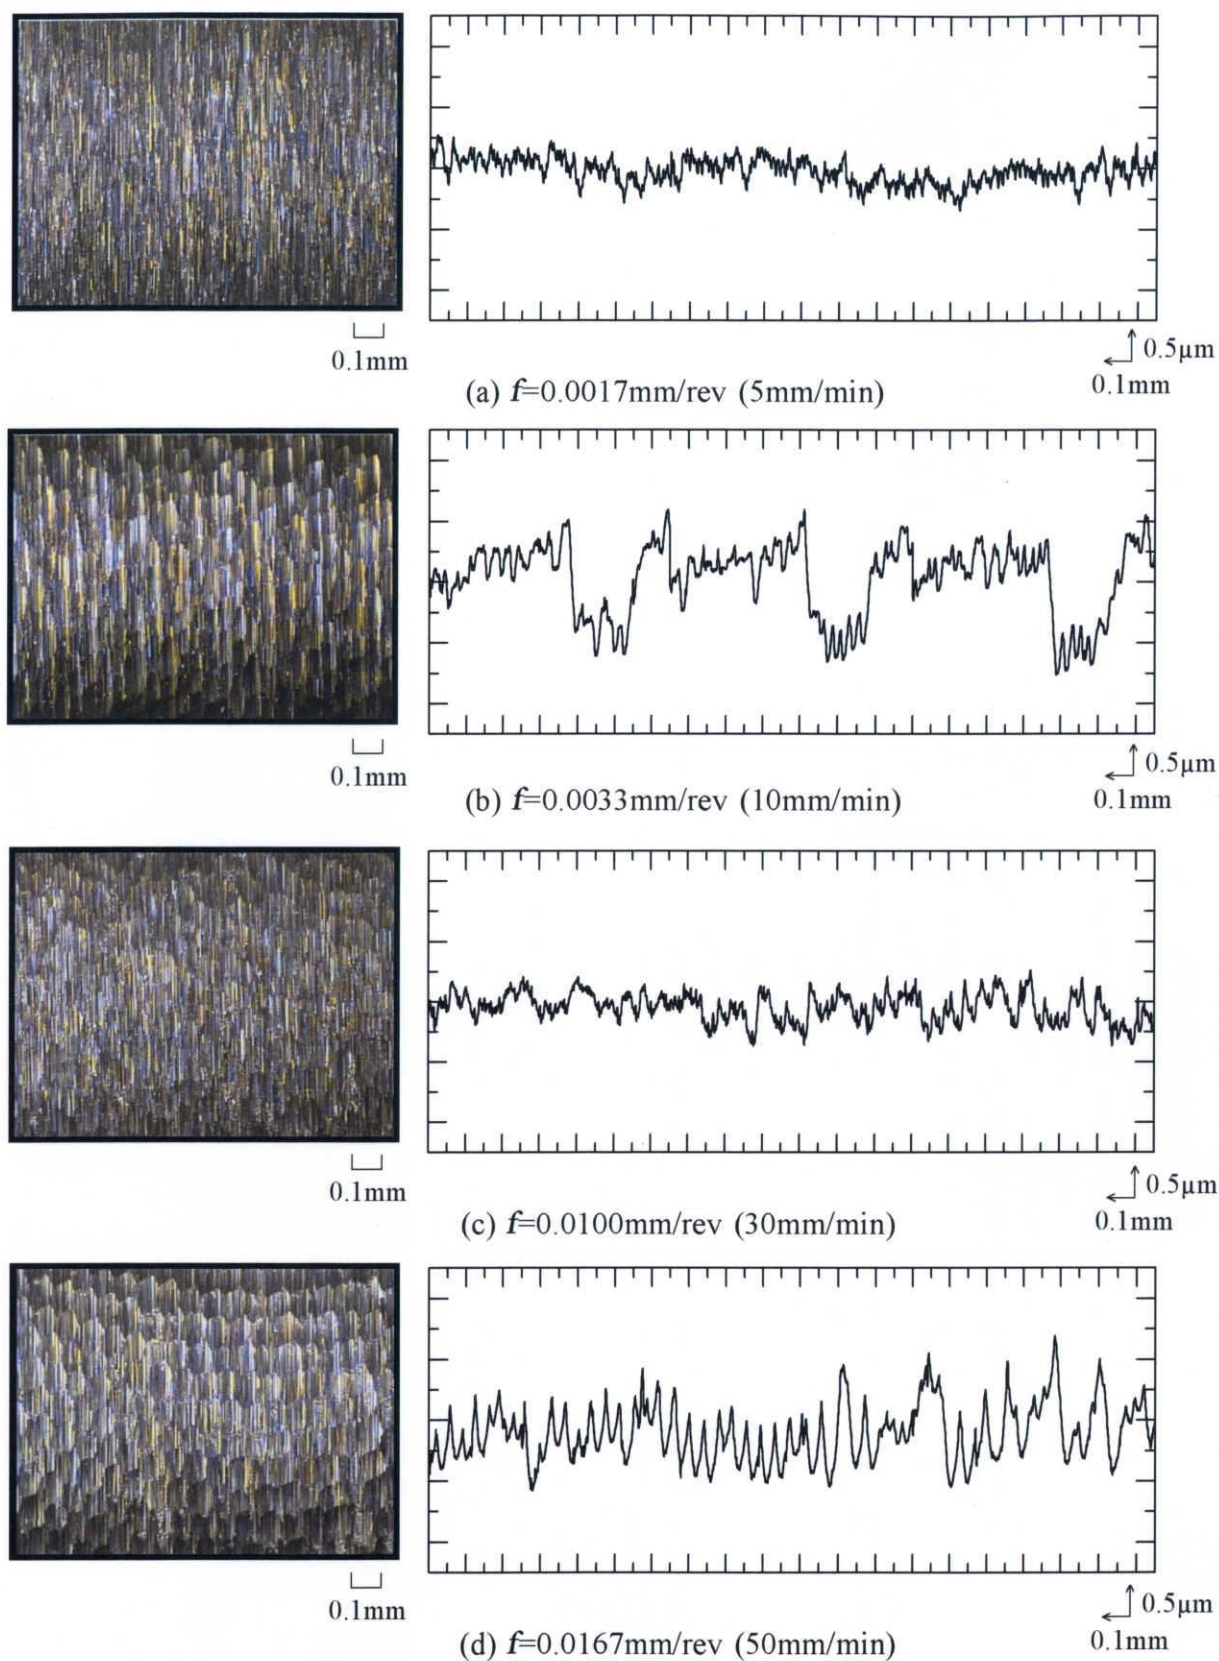 0.1mm
0.5µm
0.1mm
(a) f=0.0017mm/rev (5mm/min)
0.1mm
0.5µm
0.1mm
(b) f=0.0033mm/rev (10mm/min)
0.1mm
0.5µm
0.1mm
(c) f=0.0100mm/rev (30mm/min)
0.1mm
0.5µm
0.1mm
(d) f=0.0167mm/rev (50mm/min)